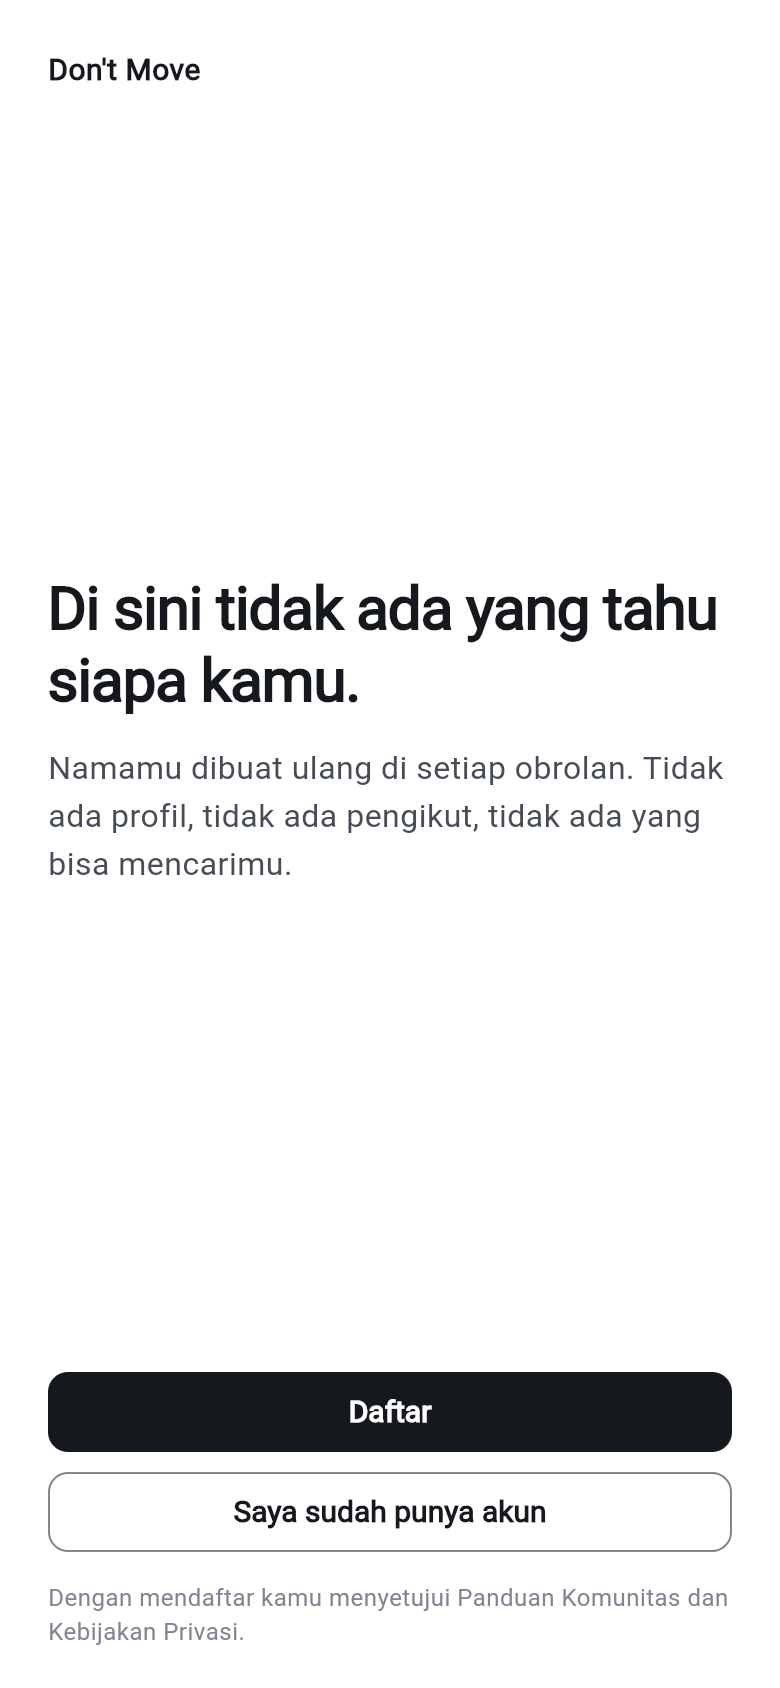 Don't Move
Di sini tidak ada yang tahu
siapa kamu.
Namamu dibuat ulang di setiap obrolan. Tidak
ada profil, tidak ada pengikut, tidak ada yang
bisa mencarimu.
Daftar
Saya sudah punya akun
Dengan mendaftar kamu menyetujui Panduan Komunitas dan
Kebijakan Privasi.